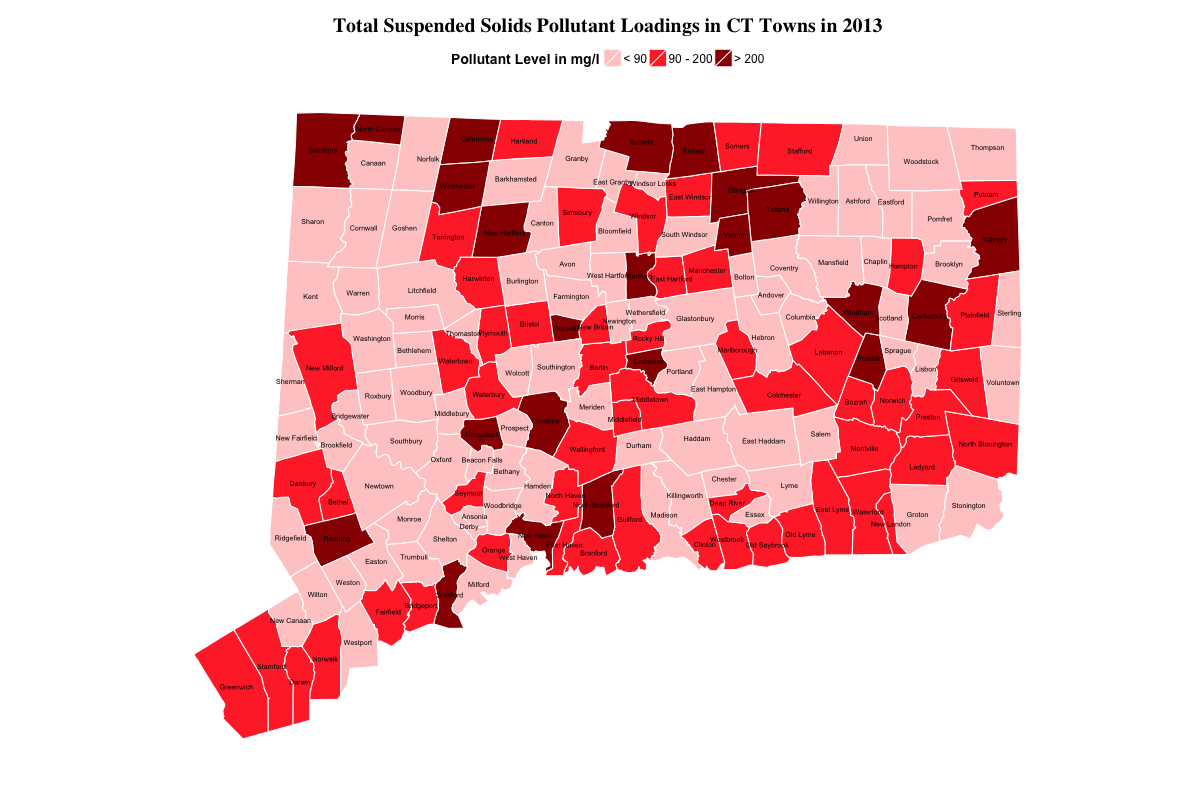 Total Suspended Solids Pollutant Loadings in CT Towns in 2013
Pollutant Level in mg/l < 90 90 - 200 > 200
North Canaan
Salisbury
Canaan
Norfolk
Colebrook
Hartland
Granby
Suffield
Enfield
Somers
Stafford
Union
Woodstock
Thompson
Winchester
Barkhamsted
East Granby
Windsor Locks
East Windsor
Ellington
Tolland
Willington
Ashford
Eastford
Pomfret
Putnam
Killingly
Sharon
Cornwall
Goshen
Torrington
New Hartford
Canton
Simsbury
Bloomfield
Windsor
South Windsor
Vernon
Kent
Warren
Litchfield
Harwinton
Burlington
Avon
West Hartford
East Hartford
Manchester
Bolton
Coventry
Mansfield
Chaplin
Hampton
Brooklyn
Farmington
Andover
Morris
Washington
Bethleham
Thomaston
Plymouth
Bristol
Plainville
New Britain
Newington
Wethersfield
Glastonbury
Hebron
Columbia
Windham
Scotland
Canterbury
Plainfield
Sterling
Rocky Hill
New Milford
Watertown
Wolcott
Southington
Berlin
Cromwell
Portland
Marlborough
Lebanon
Franklin
Sprague
Lisbon
Griswold
Voluntown
Sherman
Roxbury
Woodbury
Waterbury
Middletown
East Hampton
Colchester
Bozrah
Norwich
Preston
Bridgewater
Middlebury
Cheshire
Meriden
Middlefield
New Fairfield
Brookfield
Southbury
Naugatuck
Prospect
Wallingford
Durham
Haddam
East Haddam
Salem
Montville
North Stonington
Oxford
Beacon Falls
Bethany
Ledyard
Danbury
Bethel
Newtown
Seymour
Woodbridge
Hamden
North Haven
North Branford
Guilford
Madison
Killingworth
Chester
Deep River
Essex
Lyme
East Lyme
Waterford
New London
Groton
Stonington
Monroe
Ansonia
Derby
Ridgefield
Redding
Shelton
New Haven
East Haven
Branford
Clinton
Westbrook
Old Saybrook
Old Lyme
Easton
Trumbull
Orange
West Haven
Weston
Milford
Wilton
Stratford
Bridgeport
Fairfield
New Canaan
Westport
Norwalk
Stamford
Darien
Greenwich